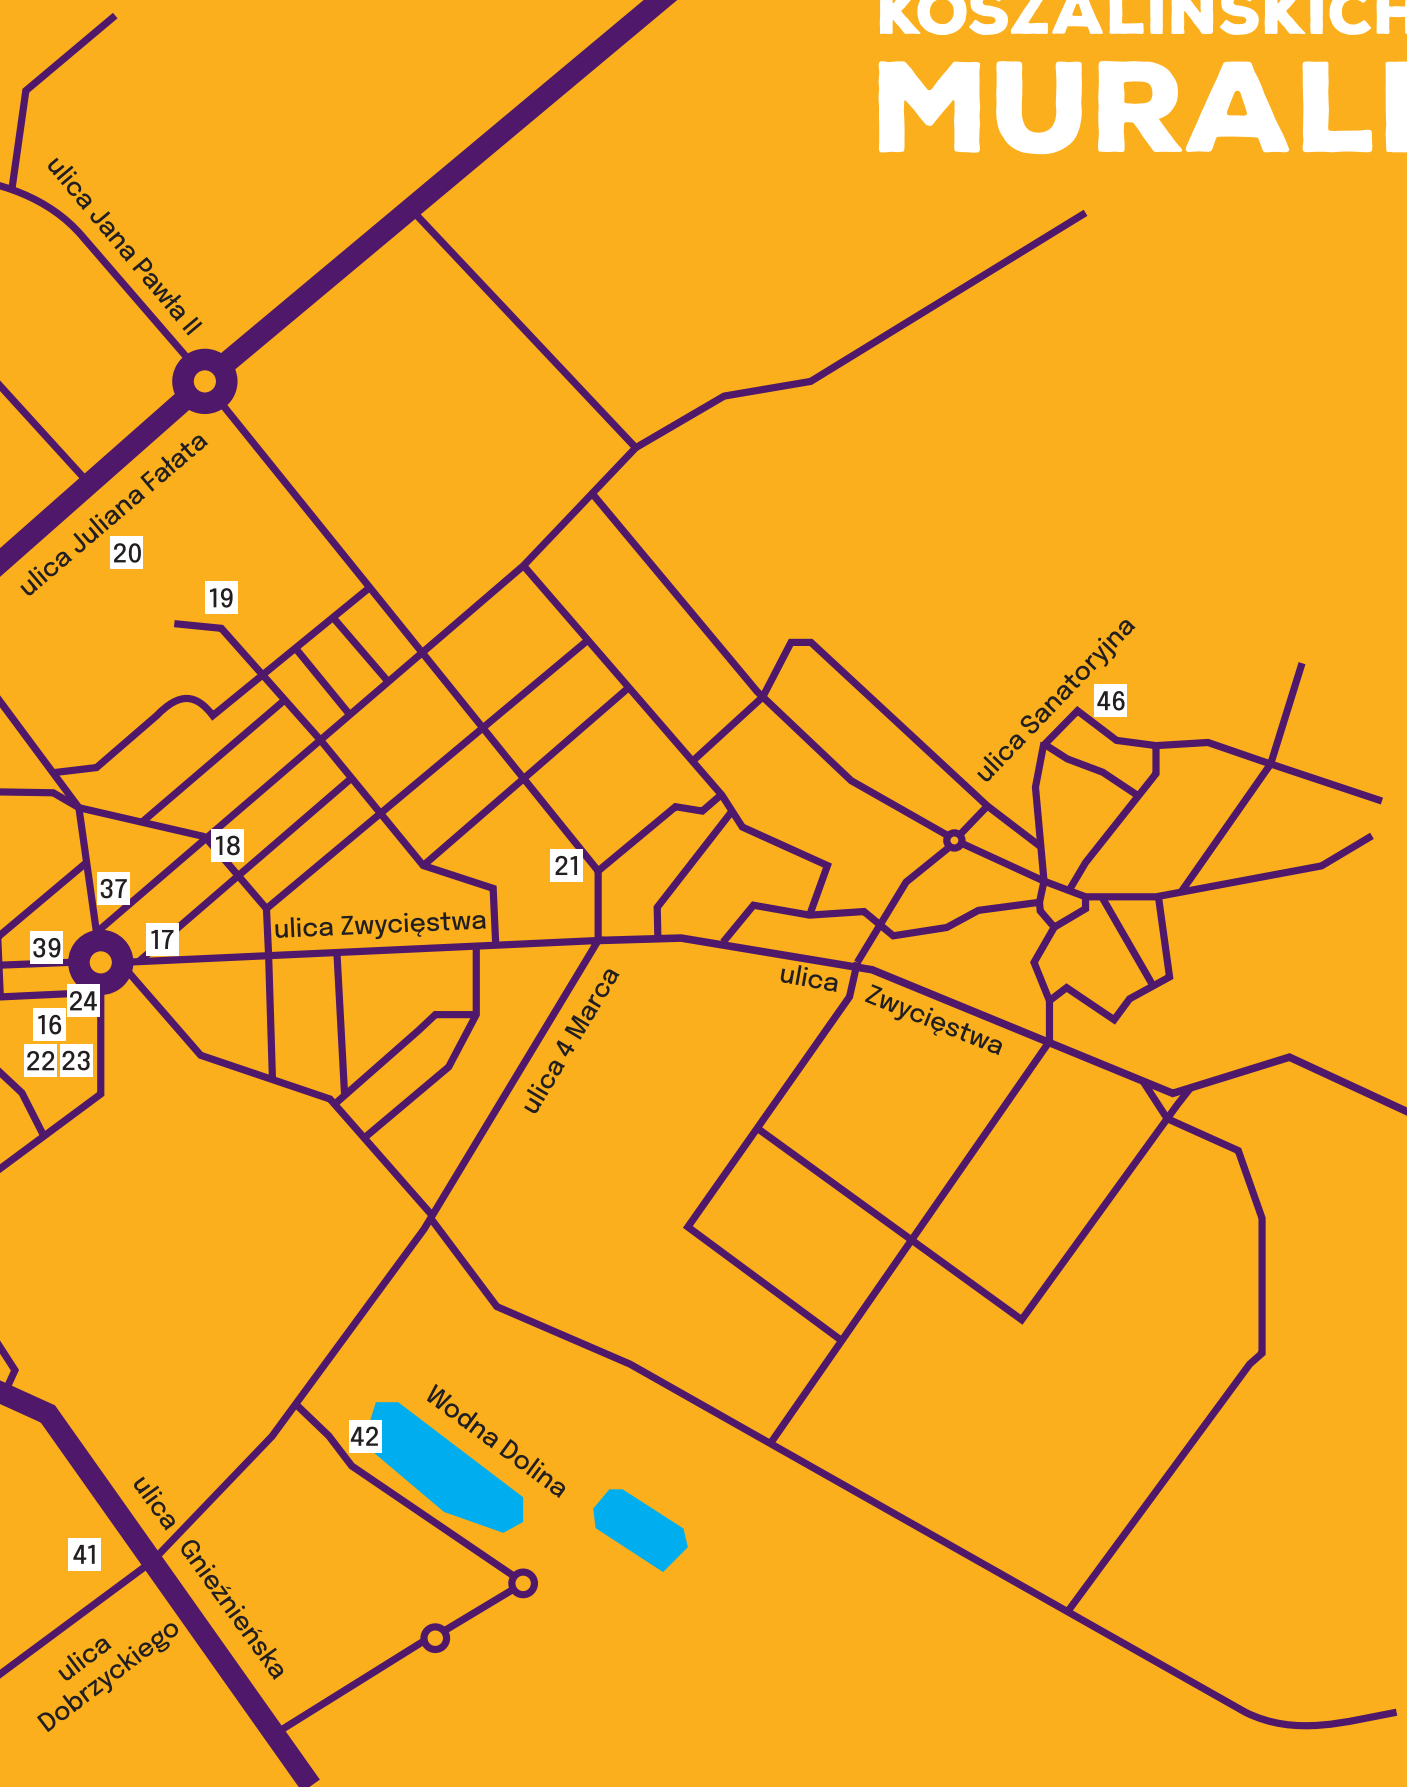 KOSZALIŃSKICH
MURALI
ulica Jana Pawła II
ulica Juliana Fałata
20
19
ulica Sanatoryjna
46
18
21
37
ulica Zwycięstwa
17
39
ulica Zwycięstwa
24
16
22 23
ulica 4 Marca
Wodna Dolina
42
ulica Gnieźnieńska
41
ulica
Dobrzyckiego